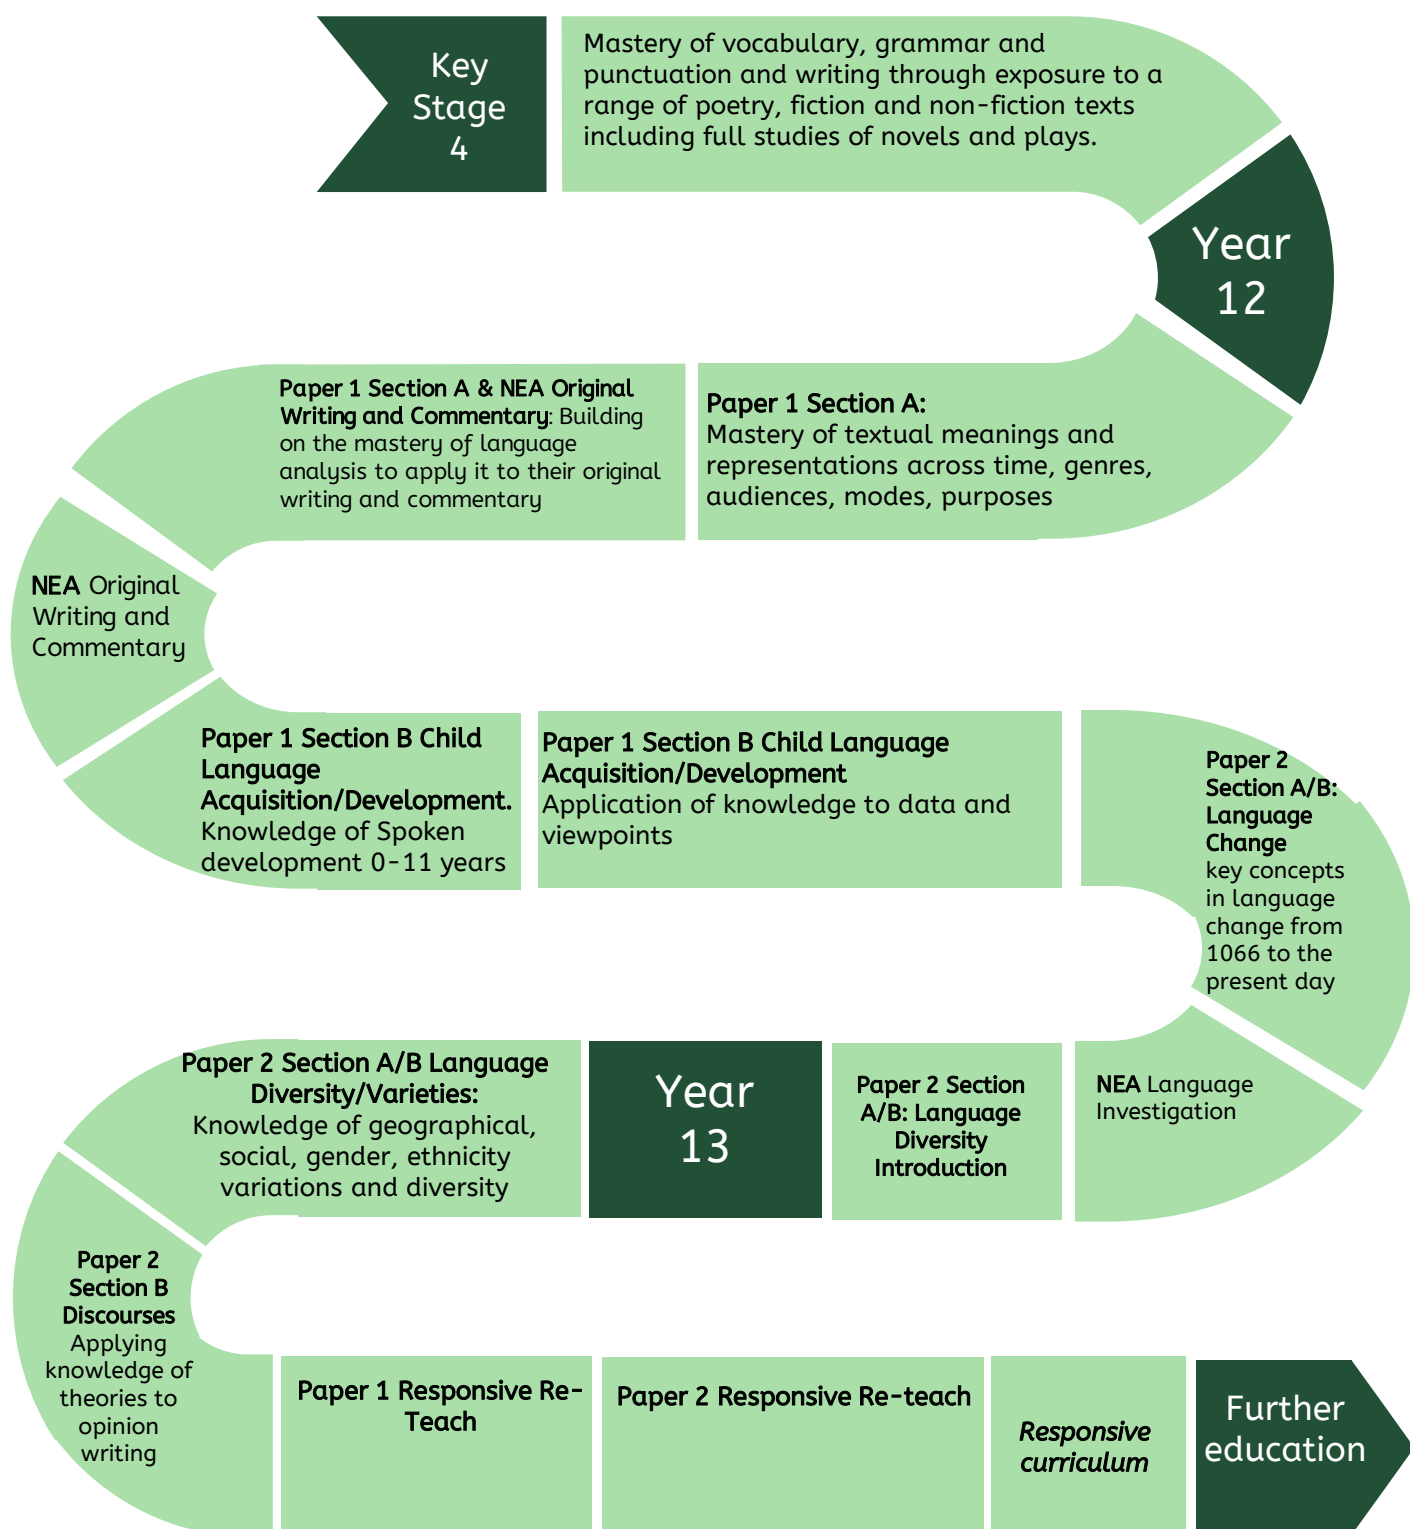 Key
Stage
4
Mastery of vocabulary, grammar and
punctuation and writing through exposure to a
range of poetry, fiction and non-fiction texts
including full studies of novels and plays.
Year
12
Paper 1 Section A:
Mastery of textual meanings and
representations across time, genres,
audiences, modes, purposes
Paper 1 Section A & NEA Original
Writing and Commentary: Building
on the mastery of language
analysis to apply it to their original
writing and commentary
NEA Original
Writing and
Commentary
Paper 1 Section B Child
Language
Acquisition/Development.
Knowledge of Spoken
development 0-11 years
Paper 1 Section B Child Language
Acquisition/Development
Application of knowledge to data and
viewpoints
Paper 2
Section A/B:
Language
Change
key concepts
in language
change from
1066 to the
present day
NEA Language
Investigation
Paper 2 Section
A/B: Language
Diversity
Introduction
Year
13
Paper 2 Section A/B Language
Diversity/Varieties:
Knowledge of geographical,
social, gender, ethnicity
variations and diversity
Paper 2
Section B
Discourses
Applying
knowledge of
theories to
opinion
writing
Paper 1 Responsive Re-
Teach
Paper 2 Responsive Re-teach
Responsive
curriculum
Further
education